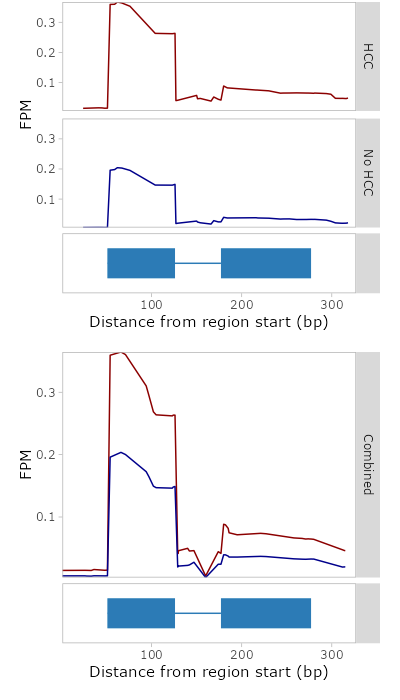 0.3
0.2
0.1
HCC
FPM
0.3
0.2
0.1
No HCC
100 200 300
Distance from region start (bp)
0.3
0.2
0.1
FPM
Combined
100 200 300
Distance from region start (bp)